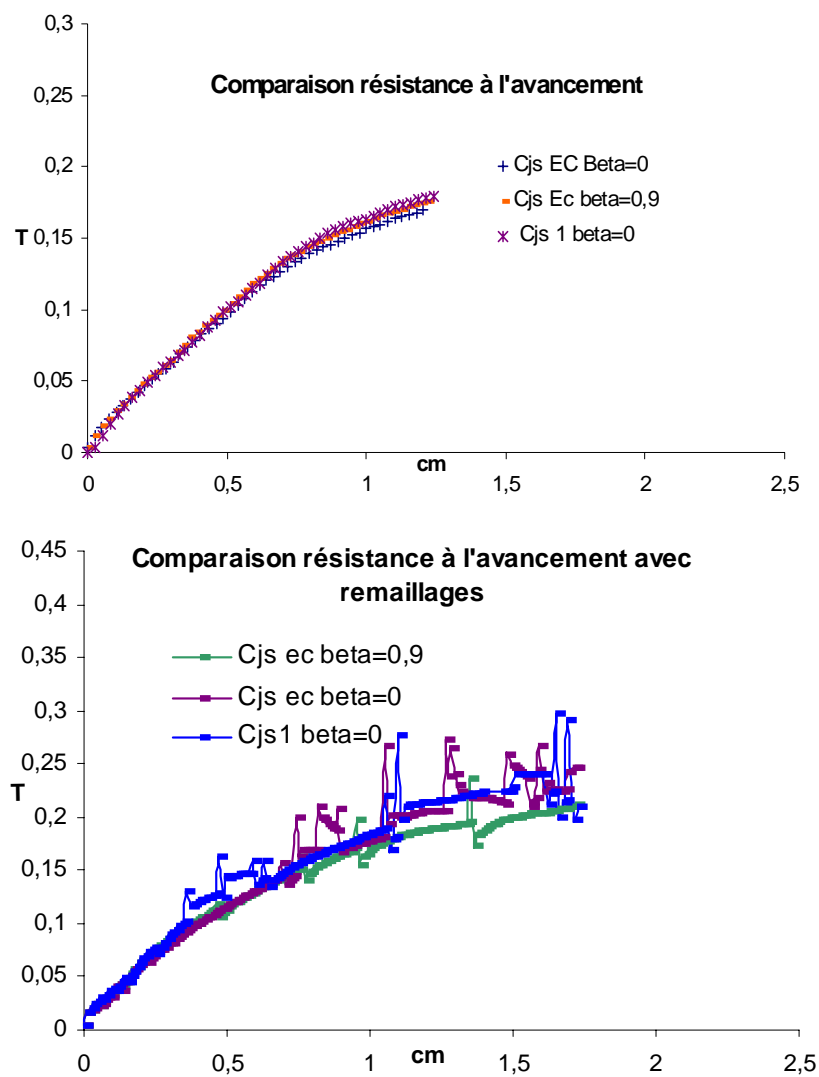 0,3
Comparaison résistance à l'avancement
0,25
0,2
Cjs EC Beta=0
Cjs Ec beta=0,9
Cjs 1 beta=0
T
0,15
0,1
0,05
0
cm
0 0,5 1 1,5 2 2,5
0,45
Comparaison résistance à l'avancement avec
remaillages
0,4
0,35
Cjs ec beta=0,9
0,3
Cjs ec beta=0
Cjs1 beta=0
0,25
T
0,2
0,15
0,1
0,05
0
cm
0 0,5 1 1,5 2 2,5